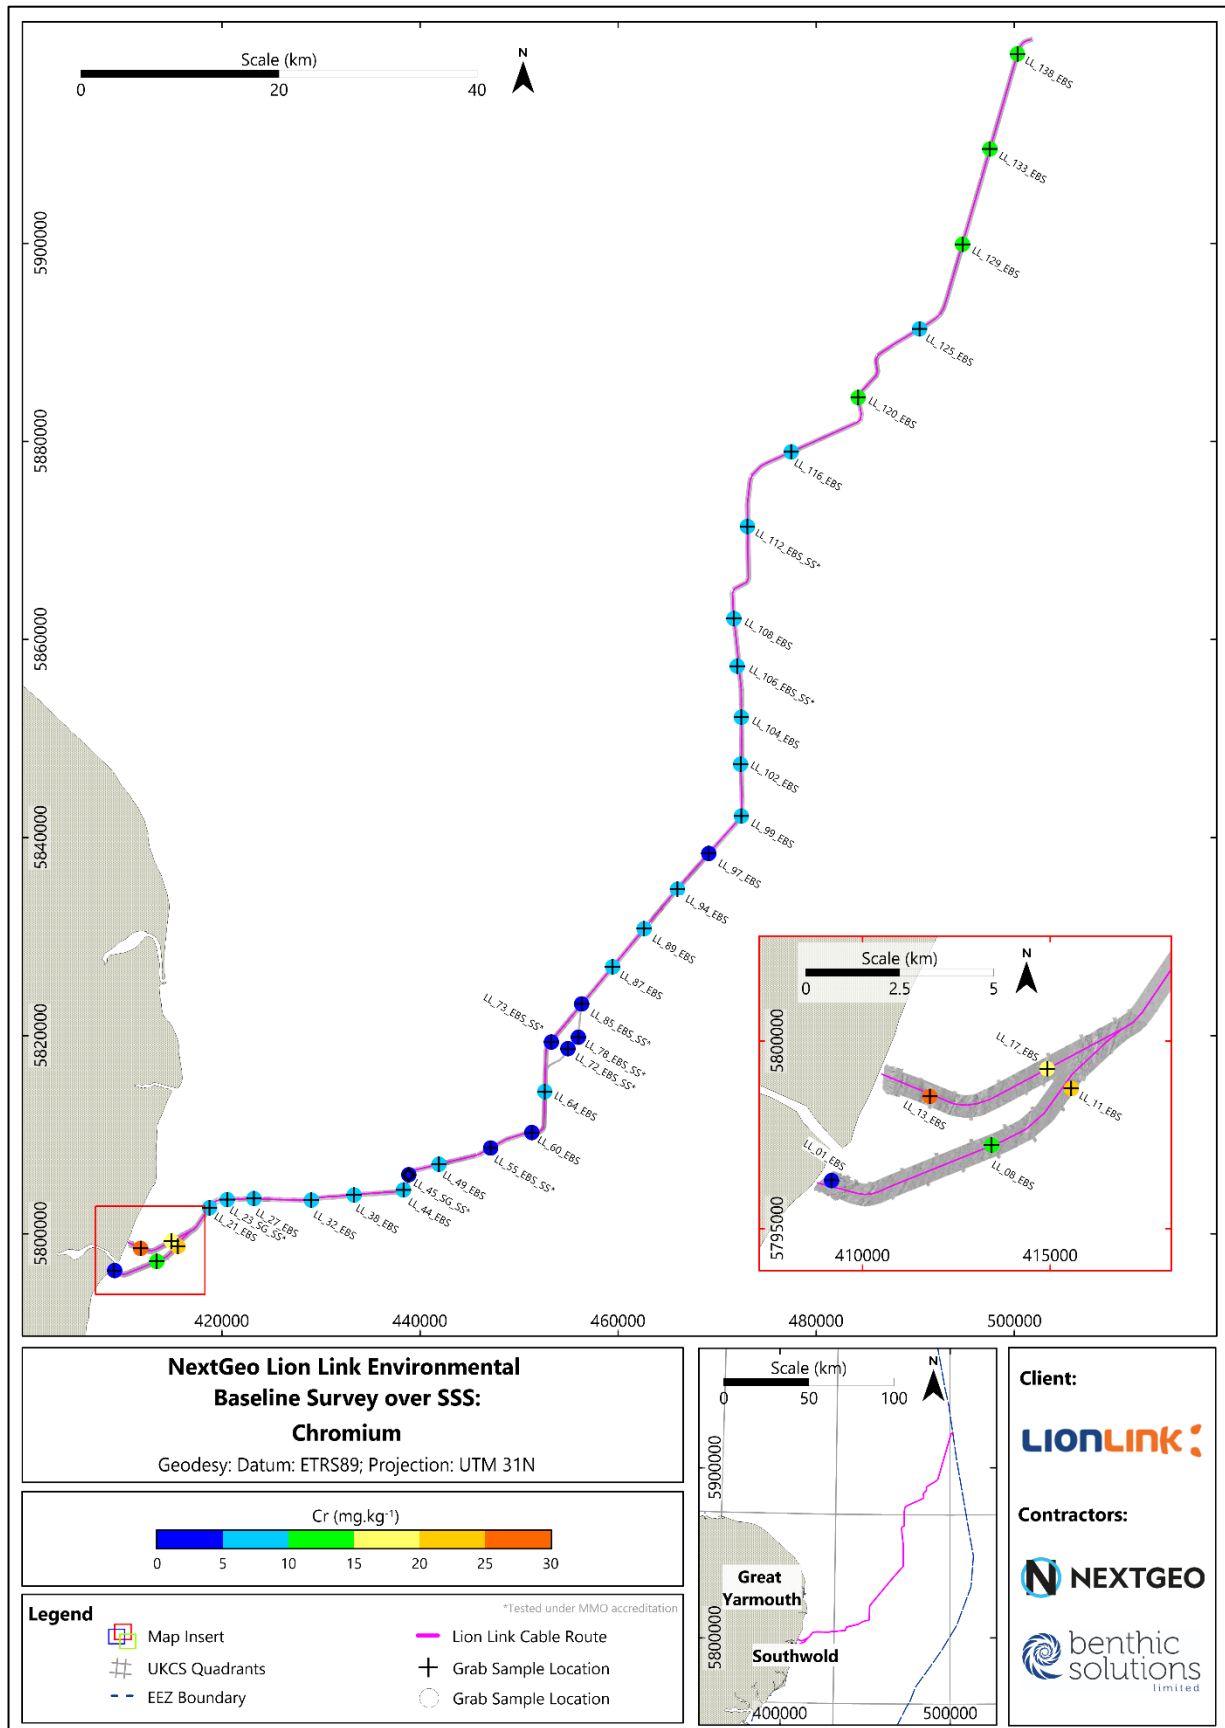 Scale (km)
0 20 40
N
LL_138_EBS
LL_133_EBS
LL_129_EBS
LL_125_EBS
LL_120_EBS
LL_116_EBS
LL_112_EBS_SS*
LL_108_EBS
LL_106_EBS_SS*
LL_104_EBS
LL_102_EBS
LL_99_EBS
LL_97_EBS
LL_94_EBS
LL_89_EBS
LL_87_EBS
LL_85_EBS_SS*
LL_73_EBS_SS*
LL_78_EBS_SS*
LL_72_EBS_SS*
LL_64_EBS
LL_60_EBS
LL_55_EBS_SS*
LL_49_EBS
LL_45_SG_SS*
LL_44_EBS
LL_38_EBS
LL_32_EBS
LL_27_EBS
LL_23_SG_SS*
LL_21_EBS
5900000
5880000
5860000
5840000
5820000
5800000
420000 440000 460000 480000 500000
Scale (km)
0 2.5 5
N
LL_17_EBS
LL_13_EBS
LL_11_EBS
LL_08_EBS
LL_01_EBS
5800000
5795000
410000 415000
NextGeo Lion Link Environmental
Baseline Survey over SSS:
Chromium
Geodesy: Datum: ETRS89; Projection: UTM 31N
Cr (mg.kg⁻¹)
0 5 10 15 20 25 30
Legend
*Tested under MMO accreditation
Map Insert
UKCS Quadrants
EEZ Boundary
Lion Link Cable Route
Grab Sample Location
Grab Sample Location
Scale (km)
0 50 100
N
5900000
5800000
Great
Yarmouth
Southwold
400000 500000
Client:
LIONLINK
Contractors:
N NEXTGEO
benthic
solutions
limited